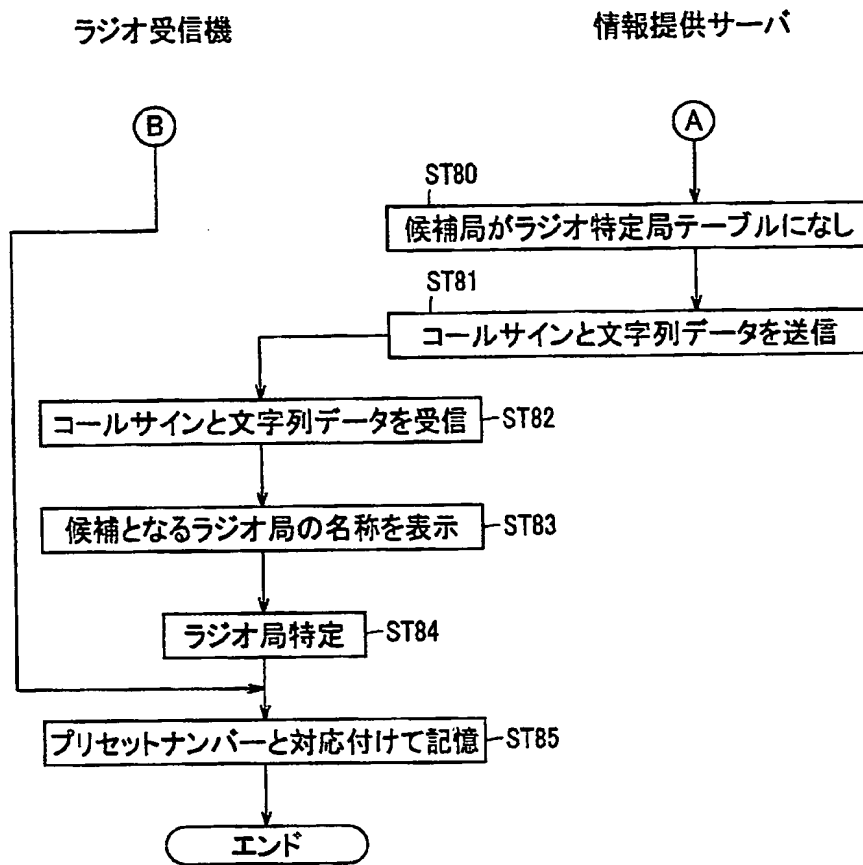 ラジオ受信機
情報提供サーバ
B
A
ST80
候補局がラジオ特定局テーブルになし
ST81
コールサインと文字列データを送信
コールサインと文字列データを受信
ST82
候補となるラジオ局の名称を表示
ST83
ラジオ局特定
ST84
プリセットナンバーと対応付けて記憶
ST85
エンド